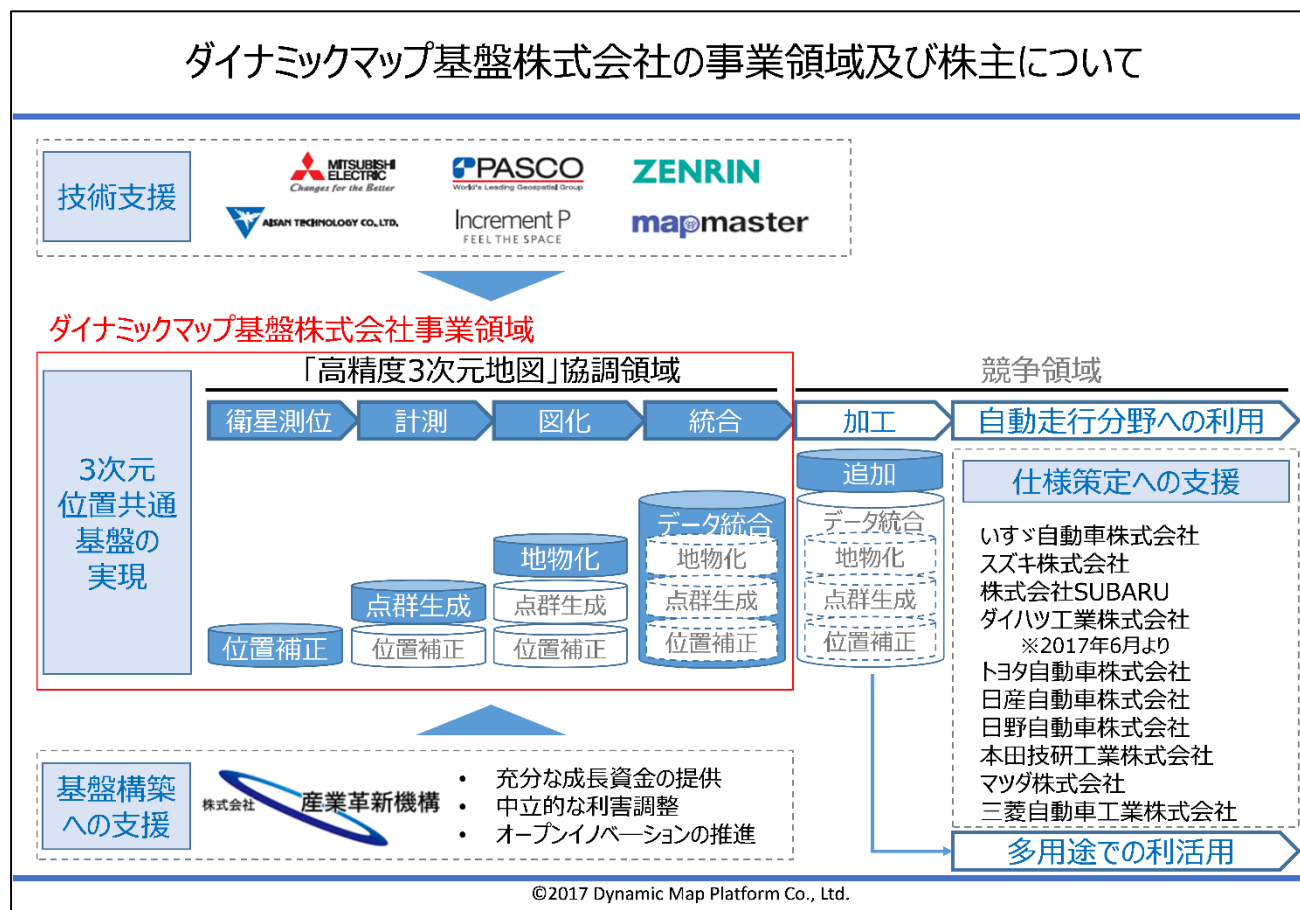 ダイナミックマップ基盤株式会社の事業領域及び株主について
技術支援
MITSUBISHI
ELECTRIC
Changes for the Better
PASCO
World's Leading Geospatial Group
ZENRIN
AISAN TECHNOLOGY CO., LTD.
Increment P
FEEL THE SPACE
mapmaster
ダイナミックマップ基盤株式会社事業領域
「高精度3次元地図」協調領域
競争領域
3次元
位置共通
基盤の
実現
衛星測位
計測
図化
統合
加工
自動走行分野への利用
位置補正
点群生成
位置補正
地物化
点群生成
位置補正
データ統合
地物化
点群生成
位置補正
追加
データ統合
地物化
点群生成
位置補正
仕様策定への支援
いすゞ自動車株式会社
スズキ株式会社
株式会社SUBARU
ダイハツ工業株式会社
※2017年6月より
トヨタ自動車株式会社
日産自動車株式会社
日野自動車株式会社
本田技研工業株式会社
マツダ株式会社
三菱自動車工業株式会社
多用途での利活用
基盤構築
への支援
株式会社 産業革新機構
• 充分な成長資金の提供
• 中立的な利害調整
• オープンイノベーションの推進
©2017 Dynamic Map Platform Co., Ltd.